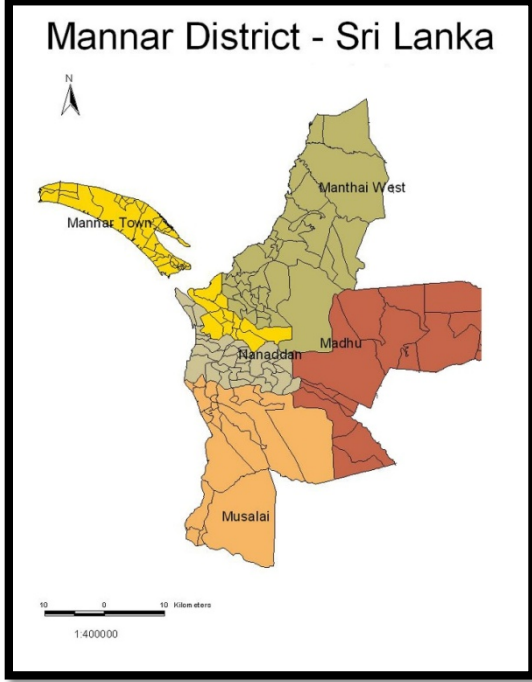 Mannar District - Sri Lanka
N
Manthai West
Mannar Town
Madhu
Nanaddan
Musalai
10 0 10 Kilometers
1:400000